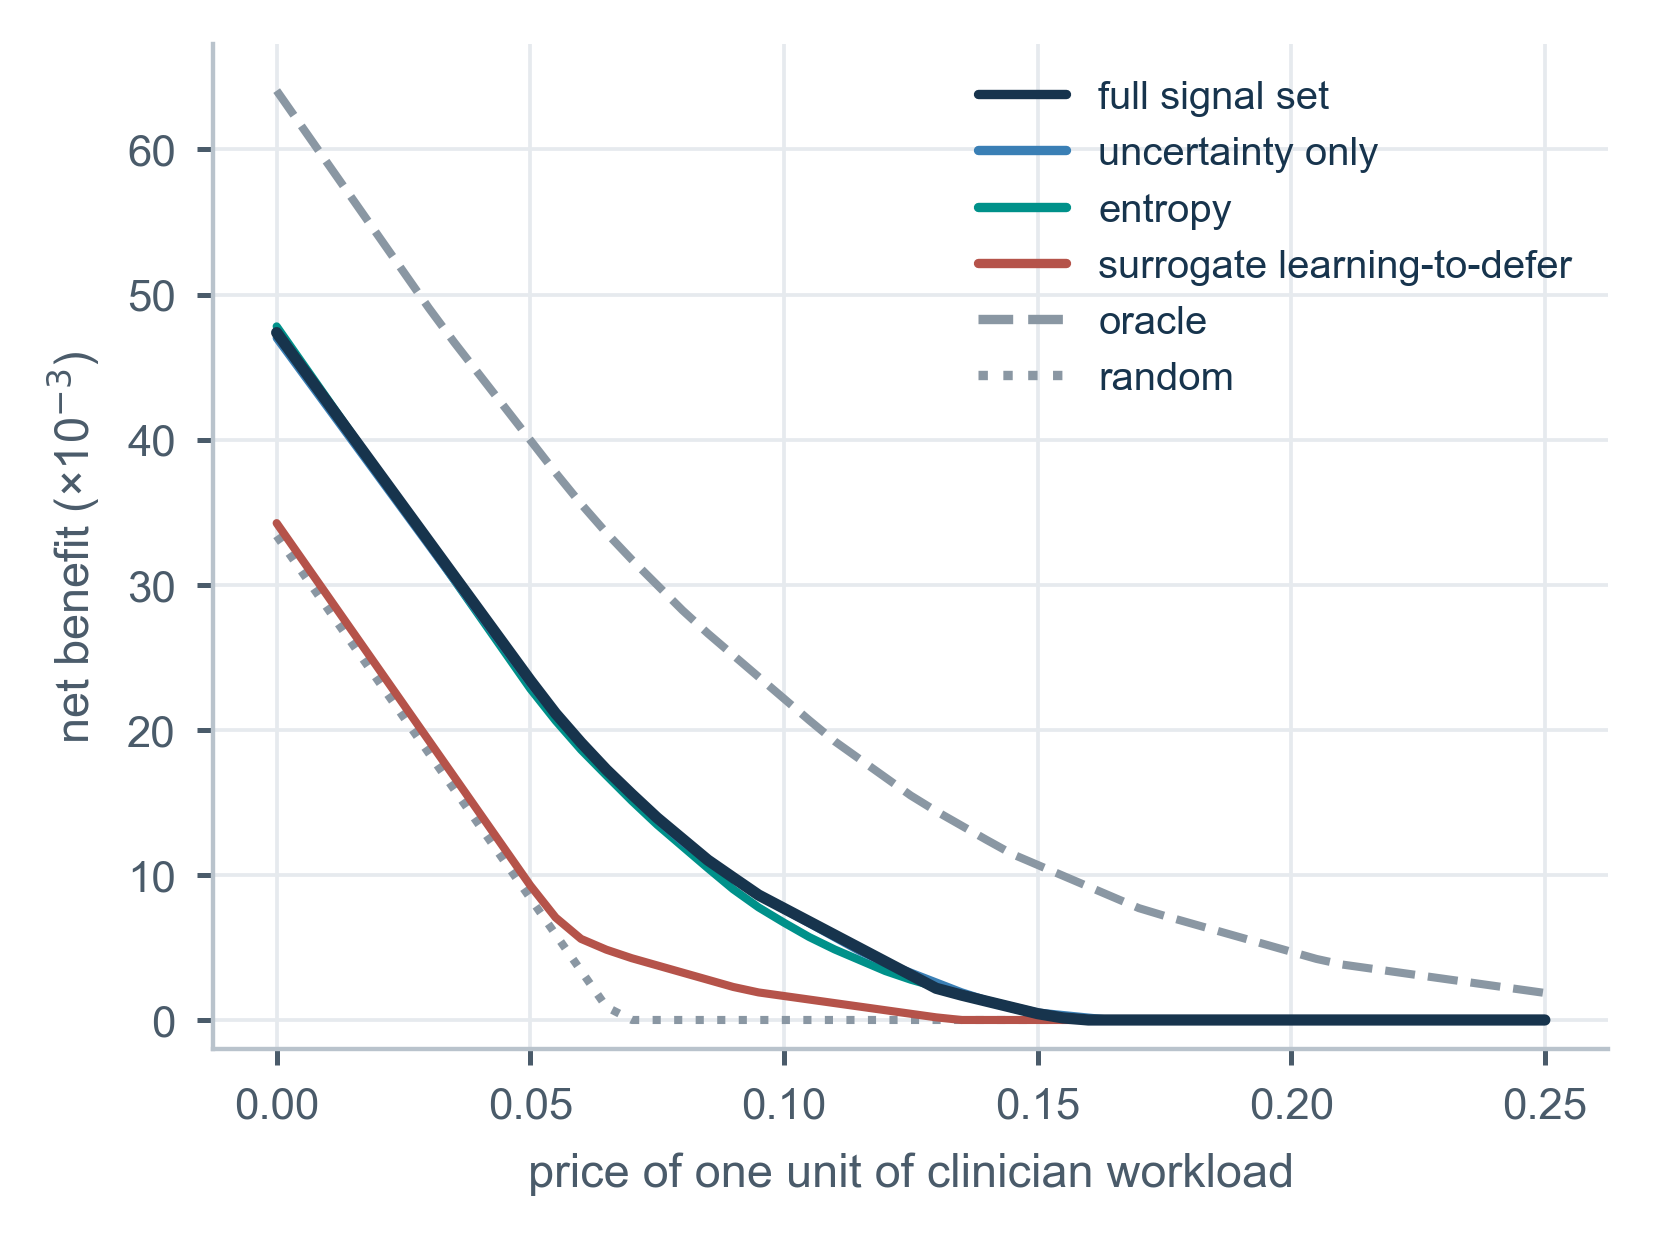 full signal set
uncertainty only
entropy
surrogate learning-to-defer
oracle
random
net benefit (×10⁻³)
60
50
40
30
20
10
0
0.00 0.05 0.10 0.15 0.20 0.25
price of one unit of clinician workload